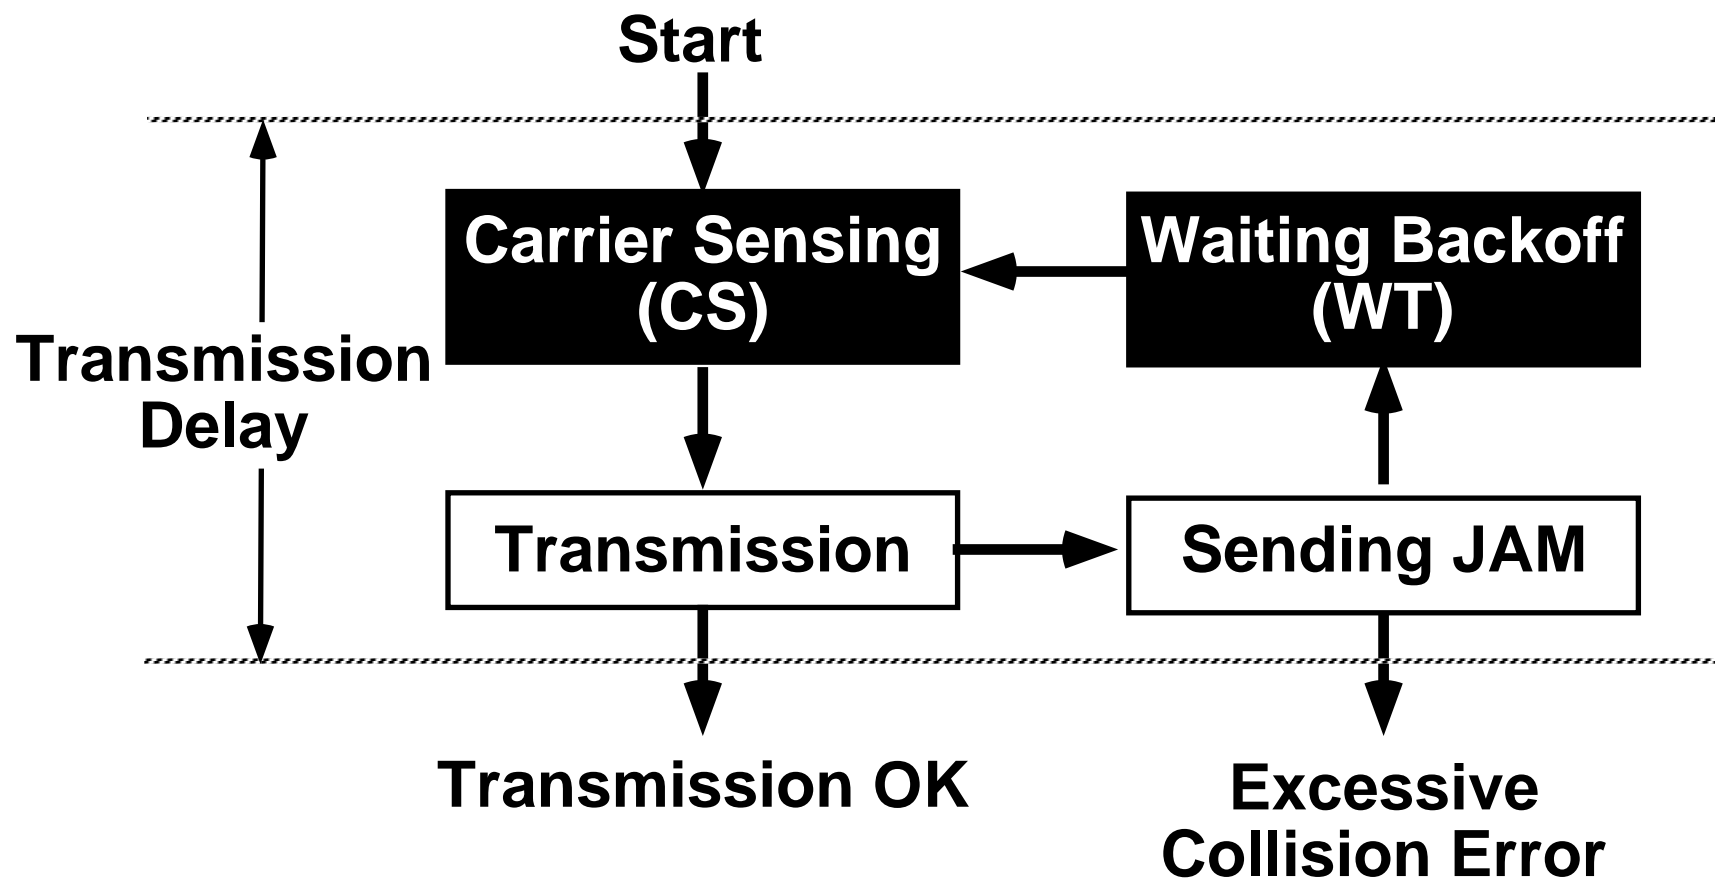 Start
Carrier Sensing
(CS)
Waiting Backoff
(WT)
Transmission
Delay
Transmission
Sending JAM
Transmission OK
Excessive
Collision Error